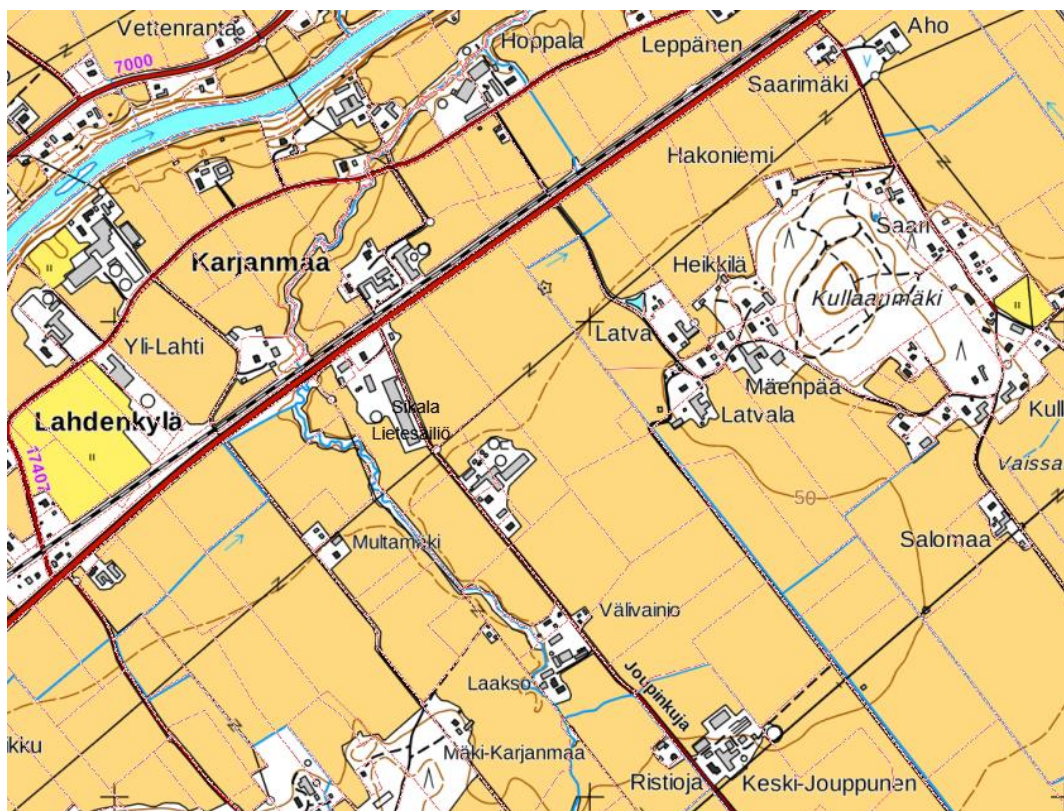 Vettenranta
7000
Hoppala
Leppänen
Aho
Saarimäki
Hakoniemi
Karjanmaa
Saari
Heikkilä
Kullaanmäki
Yli-Lahti
Latva
Mäenpää
Lahdenkylä
Sikala
Lietesäiliö
Latvala
Kull
17407
Vaissa
50
Multamäki
Salomaa
Välivainio
Joupinkuja
Laakso
ikku
Mäki-Karjanmaa
Ristioja
Keski-Jouppunen